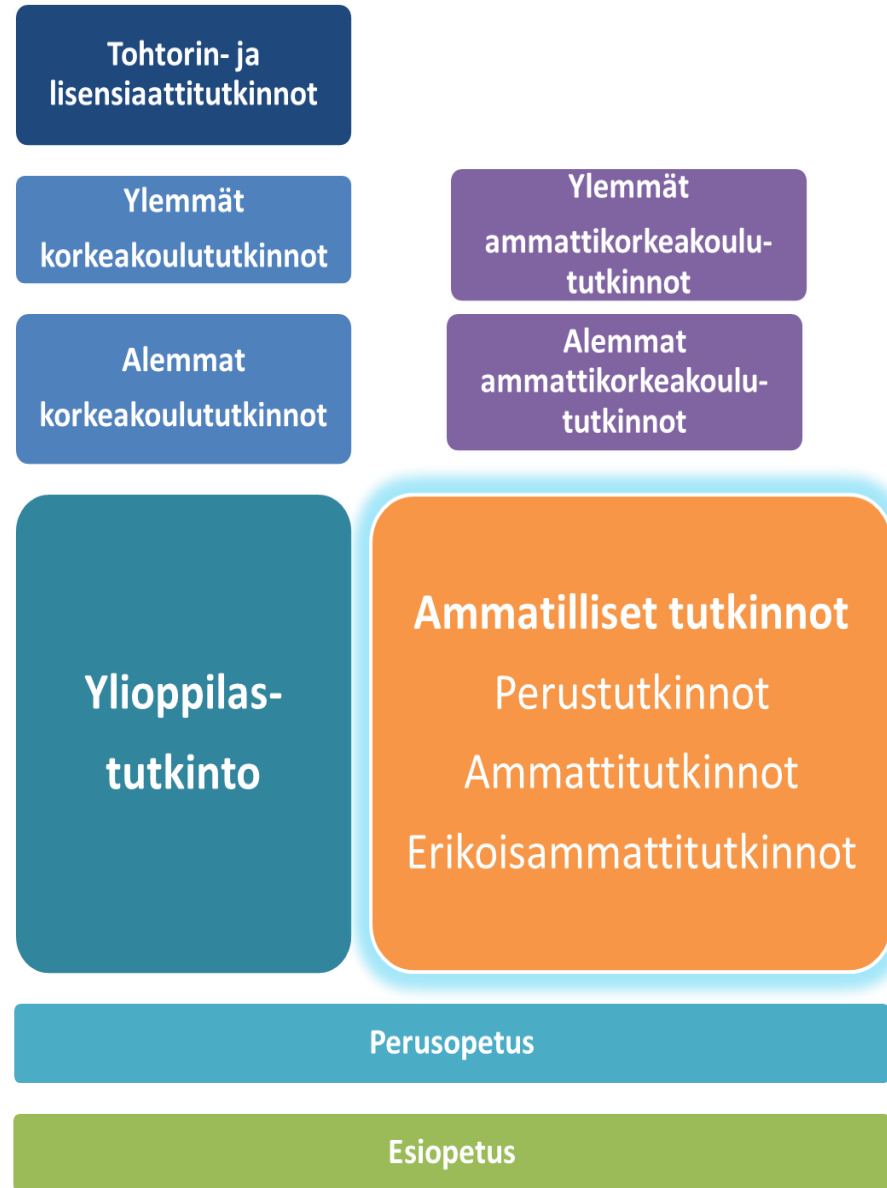 Tohtorin- ja
lisensiaattitutkinnot
Ylemmät
korkeakoulututkinnot
Ylemmät
ammattikorkeakoulu-
tutkinnot
Alemmat
korkeakoulututkinnot
Alemmat
ammattikorkeakoulu-
tutkinnot
Ylioppilas-
tutkinto
Ammatilliset tutkinnot
Perustutkinnot
Ammattitutkinnot
Erikoisammattitutkinnot
Perusopetus
Esiopetus